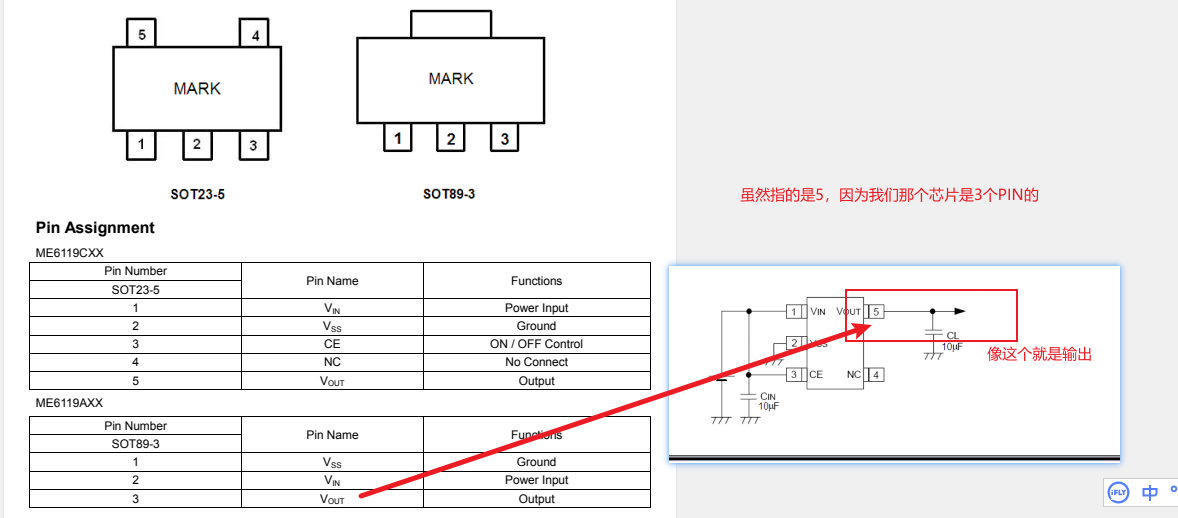 5
4
MARK
MARK
1
2
3
1
2
3
SOT23-5
SOT89-3
虽然指的是5，因为我们那个芯片是3个PIN的
Pin Assignment
ME6119CXX
Pin Number
Pin Name
Functions
SOT23-5
1
VIN
Power Input
2
VSS
Ground
3
CE
ON / OFF Control
4
NC
No Connect
5
VOUT
Output
ME6119AXX
Pin Number
Pin Name
Functions
SOT89-3
1
VSS
Ground
2
VIN
Power Input
3
VOUT
Output
1
VIN
VOUT
5
2
VSS
3
CE
NC
4
CL
10μF
CIN
10μF
像这个就是输出
iFLY
中